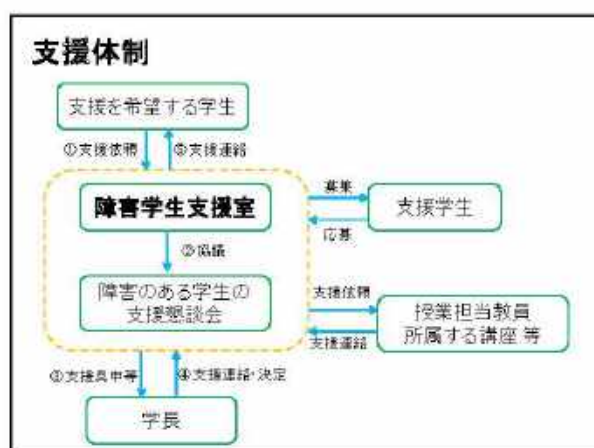 支援体制
支援を希望する学生
①支援依頼
⑤支援連絡
障害学生支援室
募集
支援学生
応募
②協議
障害のある学生の
支援懇談会
支援依頼
授業担当教員
所属する講座 等
支援連絡
③支援具申等
④支援連絡・決定
学長